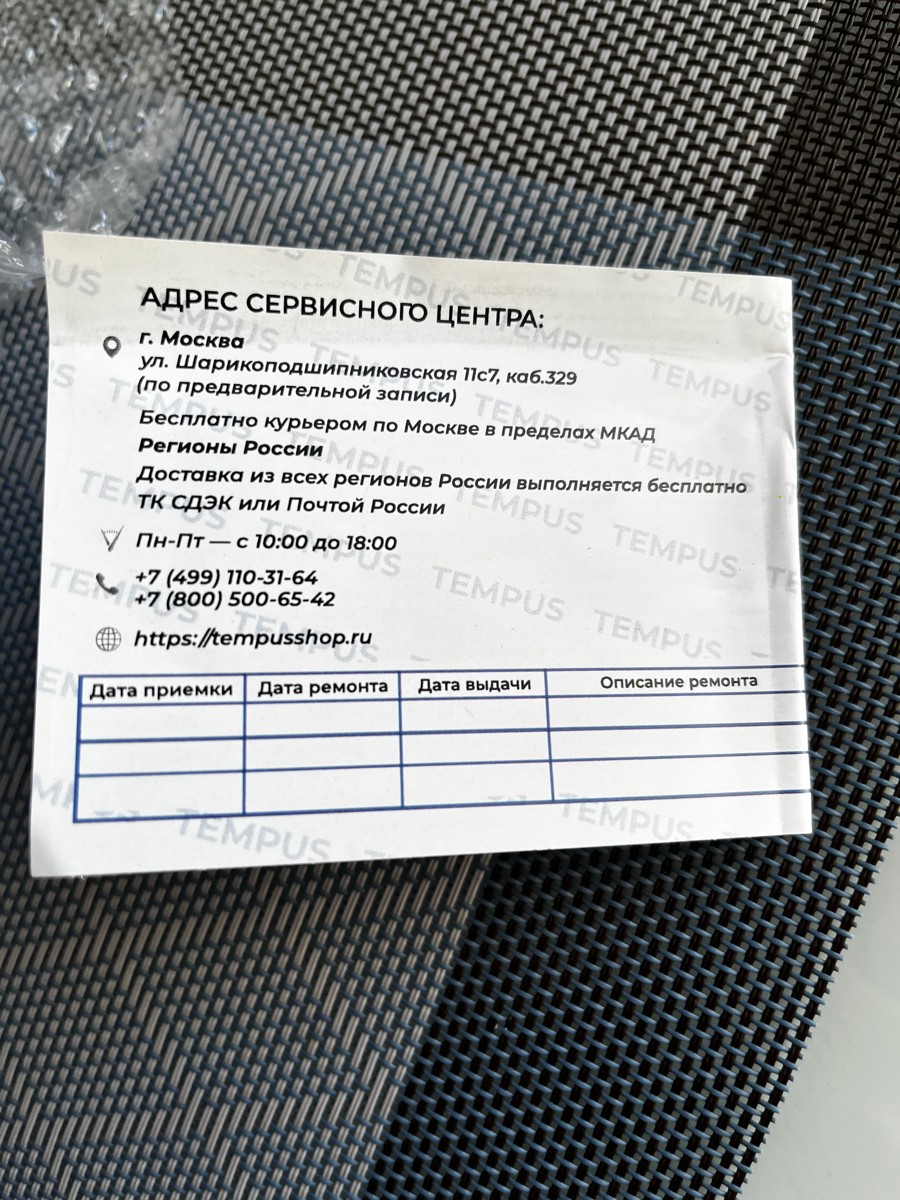 АДРЕС СЕРВИСНОГО ЦЕНТРА:
г. Москва
ул. Шарикоподшипниковская 11с7, каб.329
(по предварительной записи)
Бесплатно курьером по Москве в пределах МКАД
Регионы России
Доставка из всех регионов России выполняется бесплатно
ТК СДЭК или Почтой России
Пн-Пт — с 10:00 до 18:00
+7 (499) 110-31-64
+7 (800) 500-65-42
https://tempusshop.ru
Дата приемки Дата ремонта Дата выдачи Описание ремонта
TEMPUS